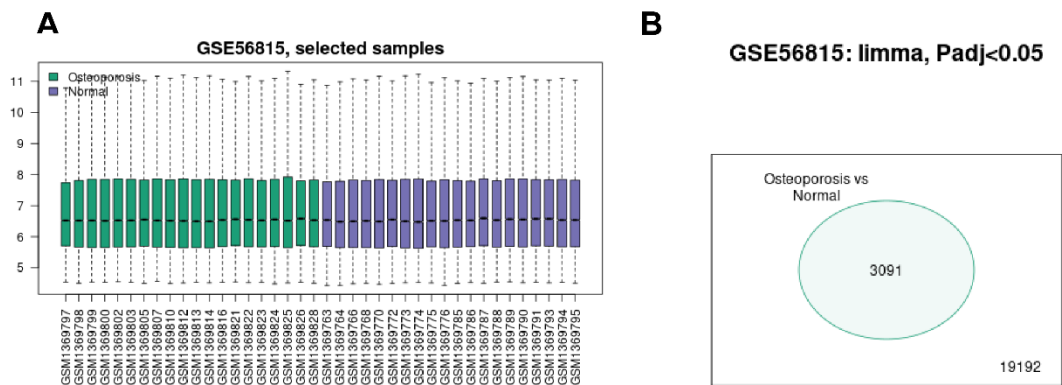 A
GSE56815, selected samples
Osteoporosis
Normal
11
10
9
8
7
6
5
GSM1369797
GSM1369798
GSM1369799
GSM1369800
GSM1369802
GSM1369803
GSM1369805
GSM1369807
GSM1369810
GSM1369812
GSM1369813
GSM1369814
GSM1369816
GSM1369821
GSM1369822
GSM1369823
GSM1369824
GSM1369825
GSM1369826
GSM1369828
GSM1369763
GSM1369764
GSM1369766
GSM1369768
GSM1369770
GSM1369772
GSM1369773
GSM1369774
GSM1369775
GSM1369776
GSM1369785
GSM1369786
GSM1369787
GSM1369788
GSM1369789
GSM1369790
GSM1369791
GSM1369793
GSM1369794
GSM1369795
B
GSE56815: limma, Padj<0.05
Osteoporosis vs
Normal
3091
19192